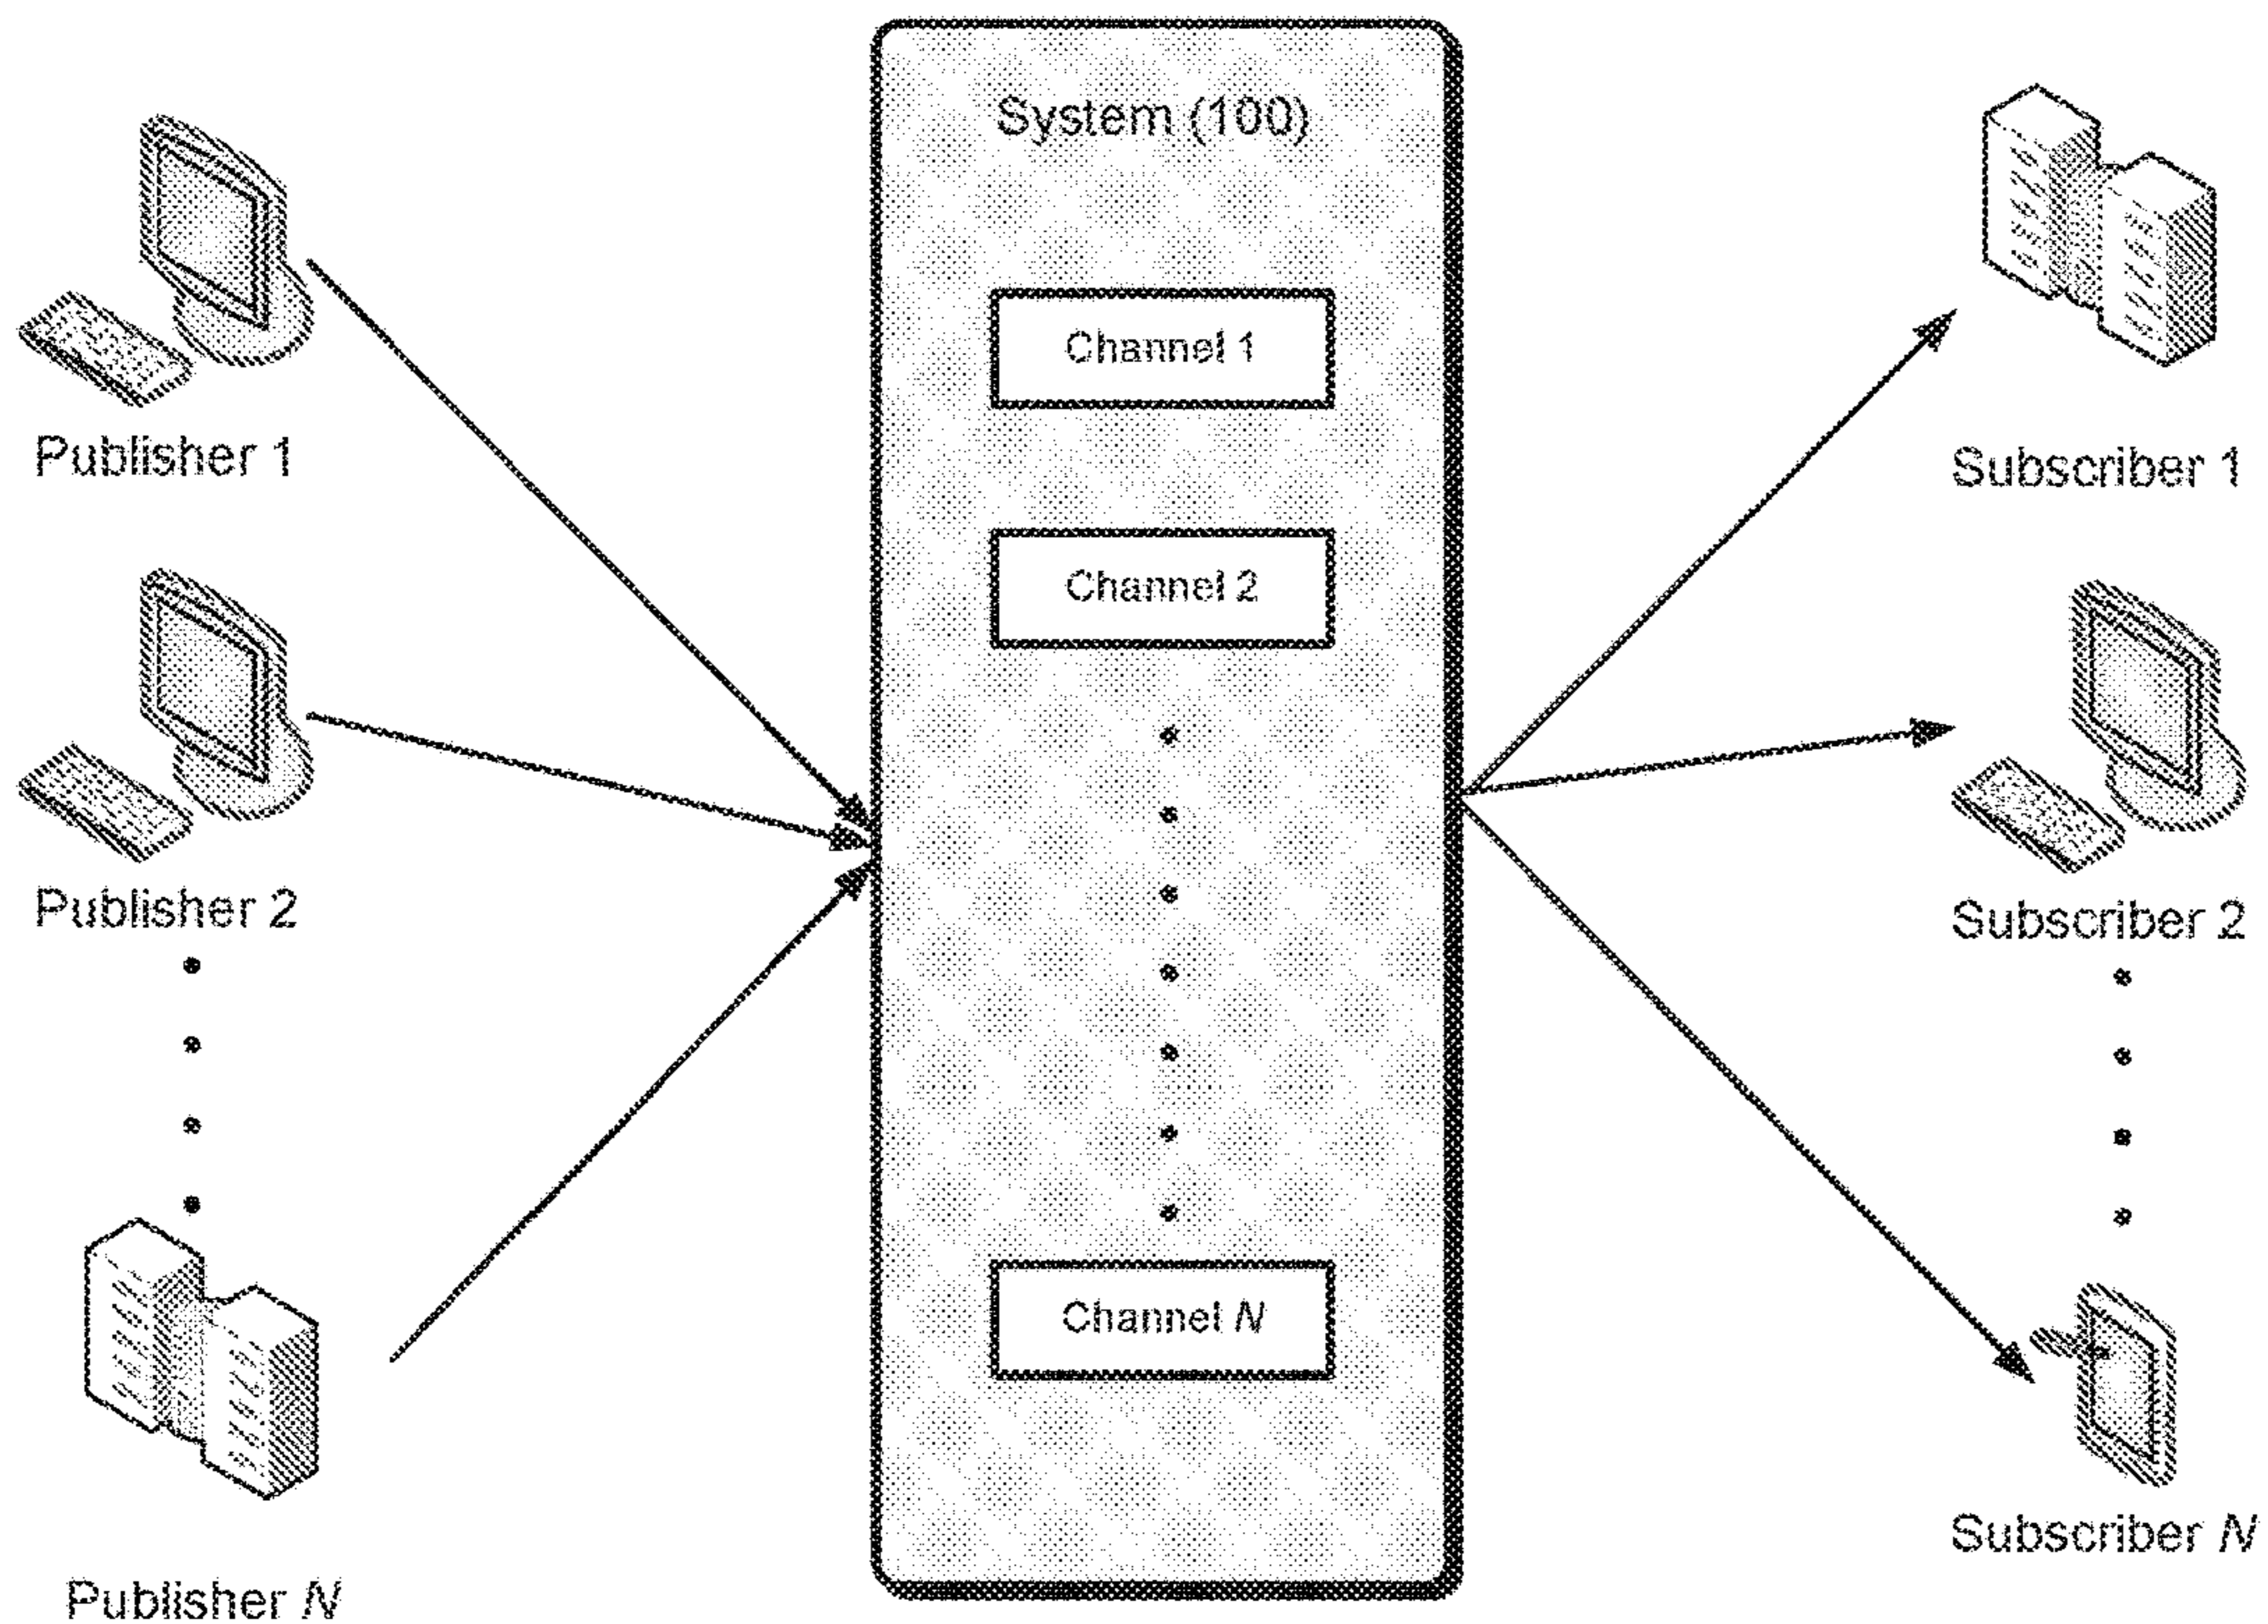 System (100)
Publisher 1
Publisher 2
Publisher N
Channel 1
Channel 2
Channel N
Subscriber 1
Subscriber 2
Subscriber N